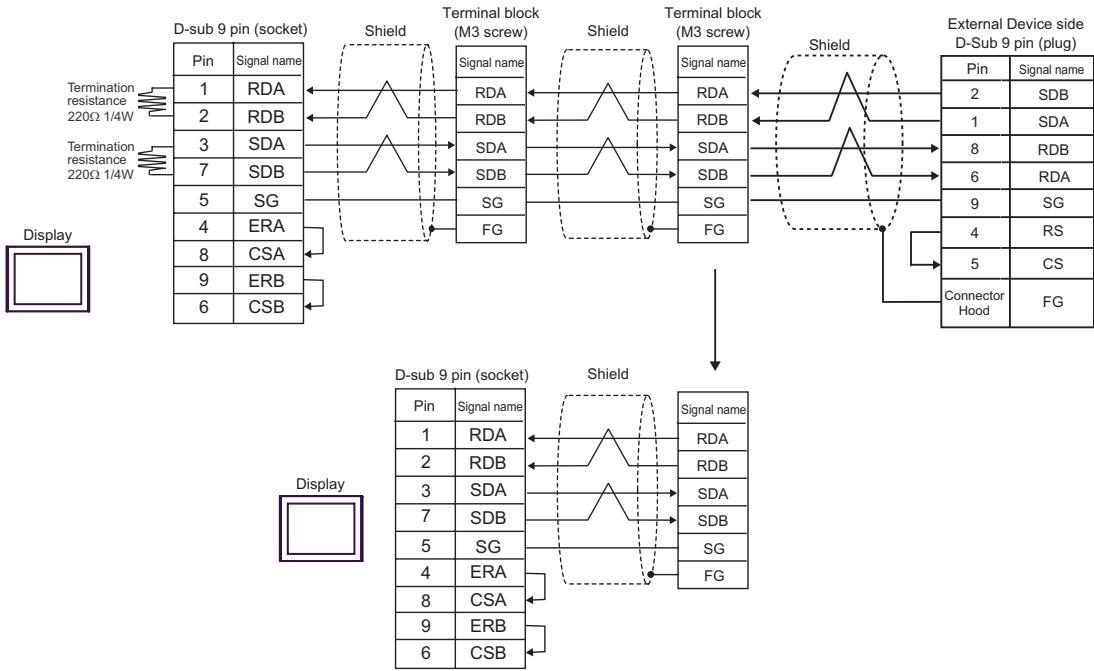 Terminal block
(M3 screw)
Terminal block
(M3 screw)
D-sub 9 pin (socket)
Shield
Shield
Shield
External Device side
D-Sub 9 pin (plug)
Termination
resistance
220Ω 1/4W
Termination
resistance
220Ω 1/4W
Display
Pin Signal name
1 RDA
2 RDB
3 SDA
7 SDB
5 SG
4 ERA
8 CSA
9 ERB
6 CSB
Signal name
RDA
RDB
SDA
SDB
SG
FG
Signal name
RDA
RDB
SDA
SDB
SG
FG
Pin Signal name
2 SDB
1 SDA
8 RDB
6 RDA
9 SG
4 RS
5 CS
Connector
Hood FG
D-sub 9 pin (socket)
Shield
Display
Pin Signal name
1 RDA
2 RDB
3 SDA
7 SDB
5 SG
4 ERA
8 CSA
9 ERB
6 CSB
Signal name
RDA
RDB
SDA
SDB
SG
FG